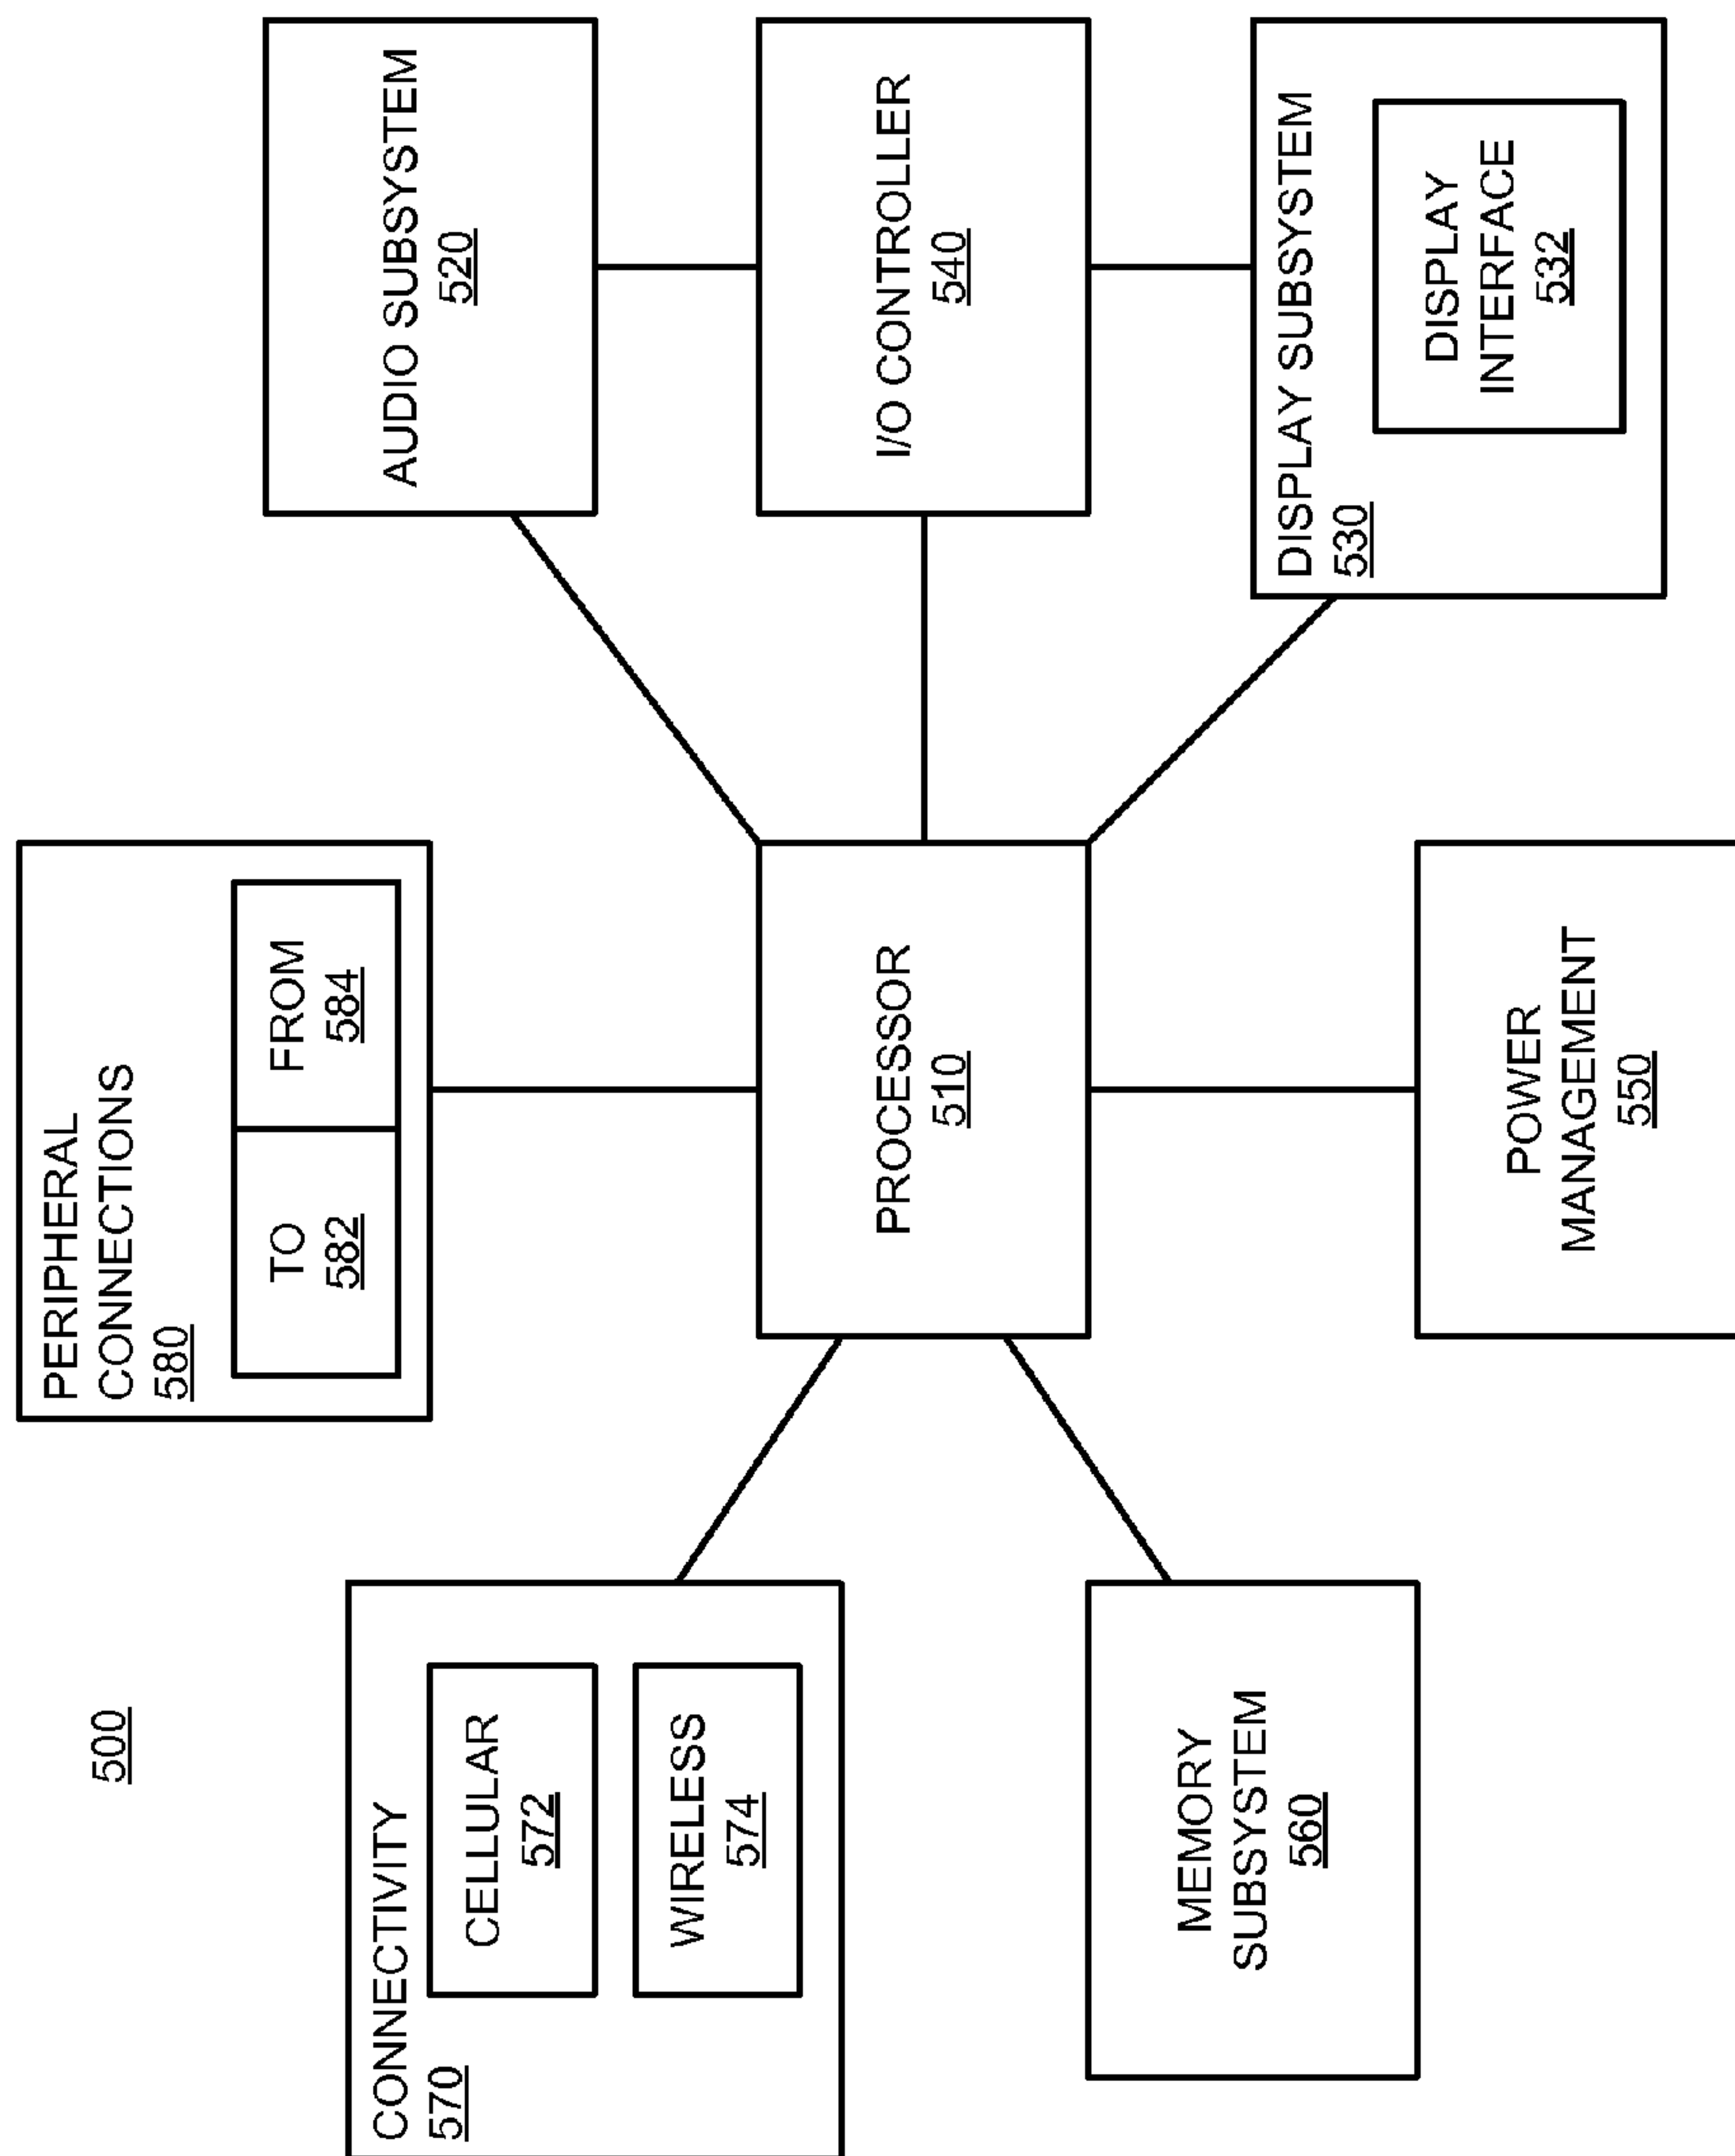 500
PERIPHERAL
CONNECTIONS
580
TO
582
FROM
584
CONNECTIVITY
570
CELLULAR
572
WIRELESS
574
AUDIO SUBSYSTEM
520
PROCESSOR
510
I/O CONTROLLER
540
MEMORY
SUBSYSTEM
560
DISPLAY SUBSYSTEM
530
DISPLAY
INTERFACE
532
POWER
MANAGEMENT
550